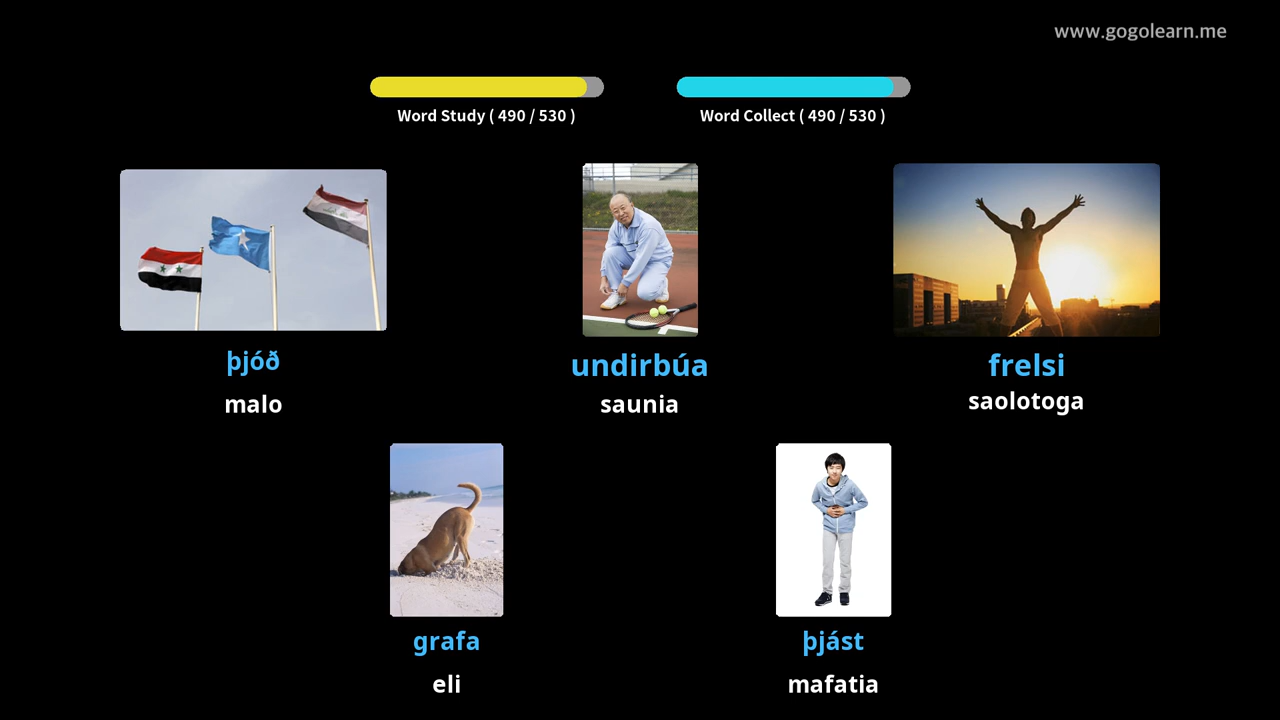 www.gogolearn.me
Word Study ( 490 / 530 )
Word Collect ( 490 / 530 )
þjóð
malo
undirbúa
saunia
frelsi
saolotoga
grafa
eli
þjást
mafatia